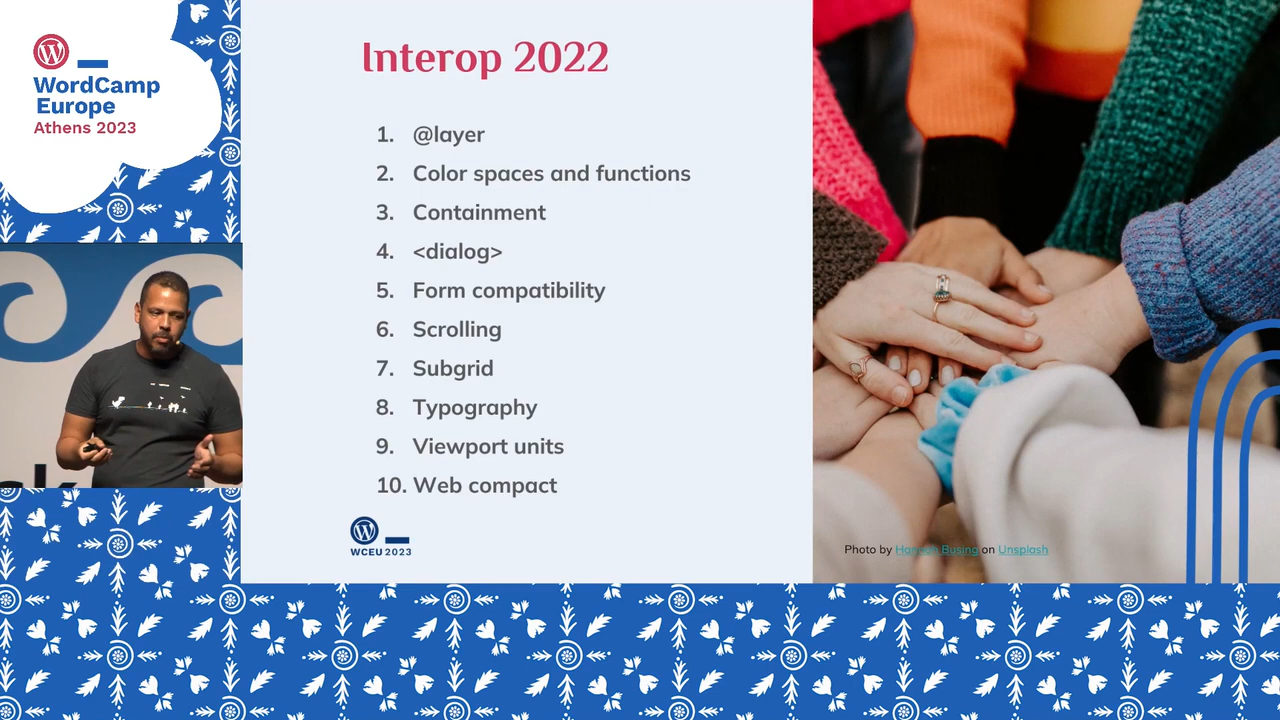 WordCamp
Europe
Athens 2023
Interop 2022
1. @layer
2. Color spaces and functions
3. Containment
4. <dialog>
5. Form compatibility
6. Scrolling
7. Subgrid
8. Typography
9. Viewport units
10. Web compact
WCEU 2023
Photo by Busing on Unsplash